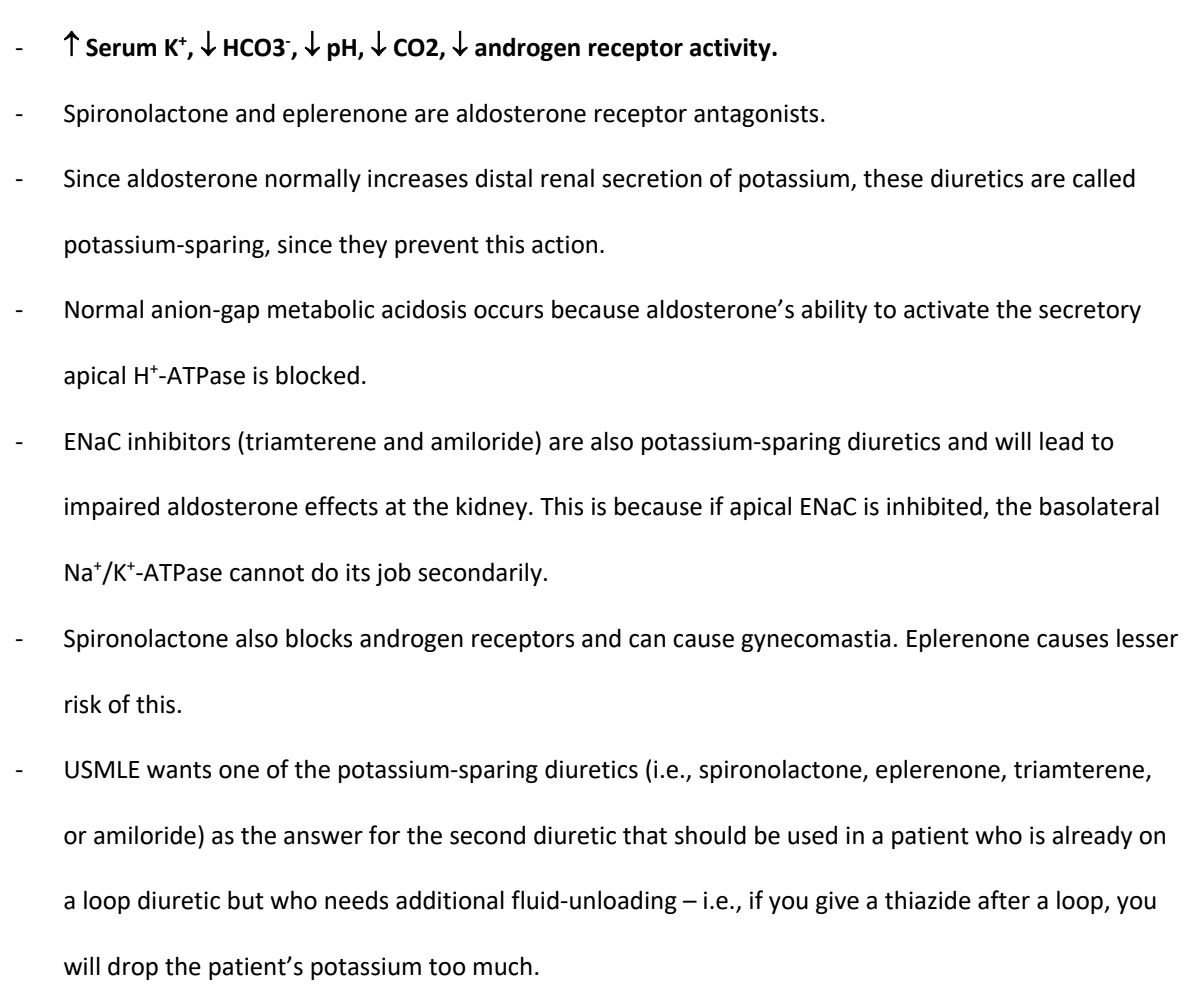 - ↑ Serum K⁺, ↓ HCO3⁻, ↓ pH, ↓ CO2, ↓ androgen receptor activity.
- Spironolactone and eplerenone are aldosterone receptor antagonists.
- Since aldosterone normally increases distal renal secretion of potassium, these diuretics are called
potassium-sparing, since they prevent this action.
- Normal anion-gap metabolic acidosis occurs because aldosterone’s ability to activate the secretory
apical H⁺-ATPase is blocked.
- ENaC inhibitors (triamterene and amiloride) are also potassium-sparing diuretics and will lead to
impaired aldosterone effects at the kidney. This is because if apical ENaC is inhibited, the basolateral
Na⁺/K⁺-ATPase cannot do its job secondarily.
- Spironolactone also blocks androgen receptors and can cause gynecomastia. Eplerenone causes lesser
risk of this.
- USMLE wants one of the potassium-sparing diuretics (i.e., spironolactone, eplerenone, triamterene,
or amiloride) as the answer for the second diuretic that should be used in a patient who is already on
a loop diuretic but who needs additional fluid-unloading – i.e., if you give a thiazide after a loop, you
will drop the patient’s potassium too much.